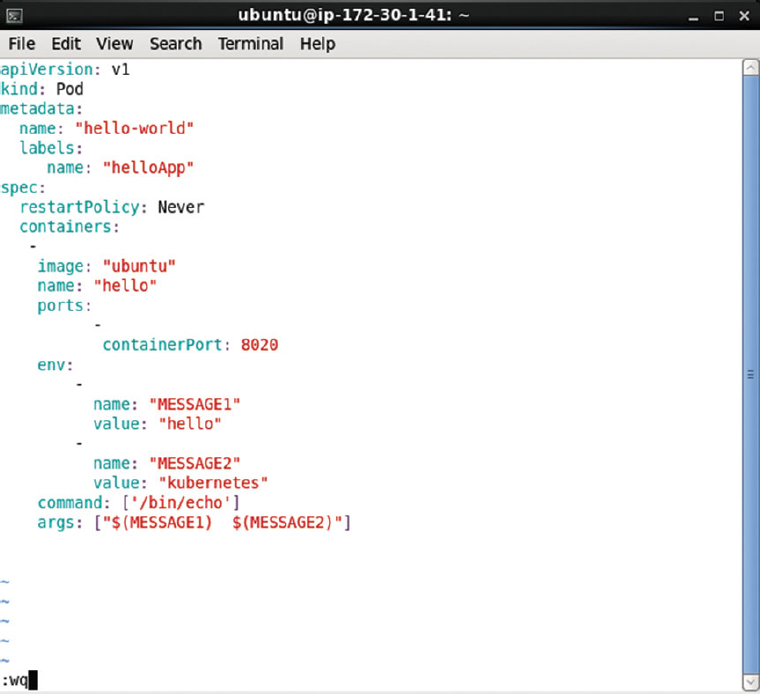 ubuntu@ip-172-30-1-41: ~
File Edit View Search Terminal Help
apiVersion: v1
kind: Pod
metadata:
  name: "hello-world"
  labels:
     name: "helloApp"
spec:
  restartPolicy: Never
  containers:
   -
    image: "ubuntu"
    name: "hello"
    ports:
          -
           containerPort: 8020
    env:
        -
          name: "MESSAGE1"
          value: "hello"
        -
          name: "MESSAGE2"
          value: "kubernetes"
    command: ['/bin/echo']
    args: ["$(MESSAGE1)  $(MESSAGE2)"]
~
~
~
~
~
:wq